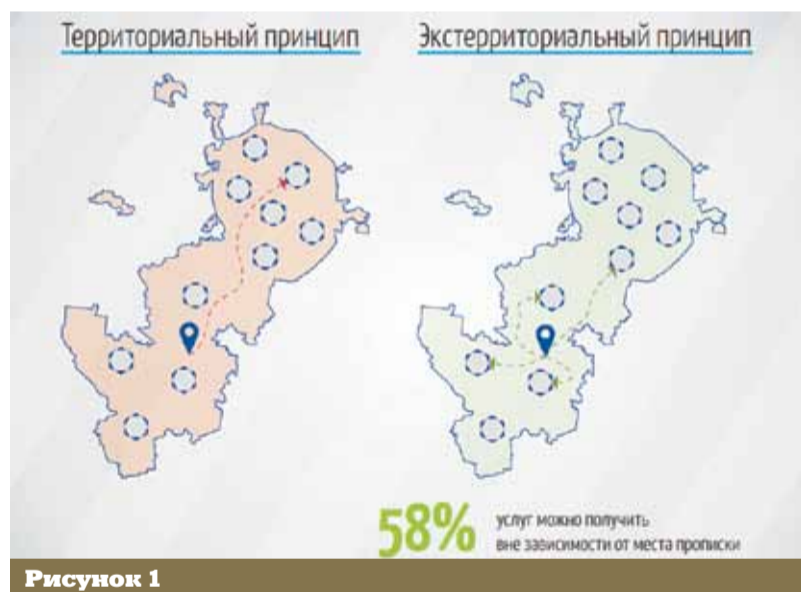 Территориальный принцип
Экстерриториальный принцип
58%
услуг можно получить
вне зависимости от места прописки
Рисунок 1